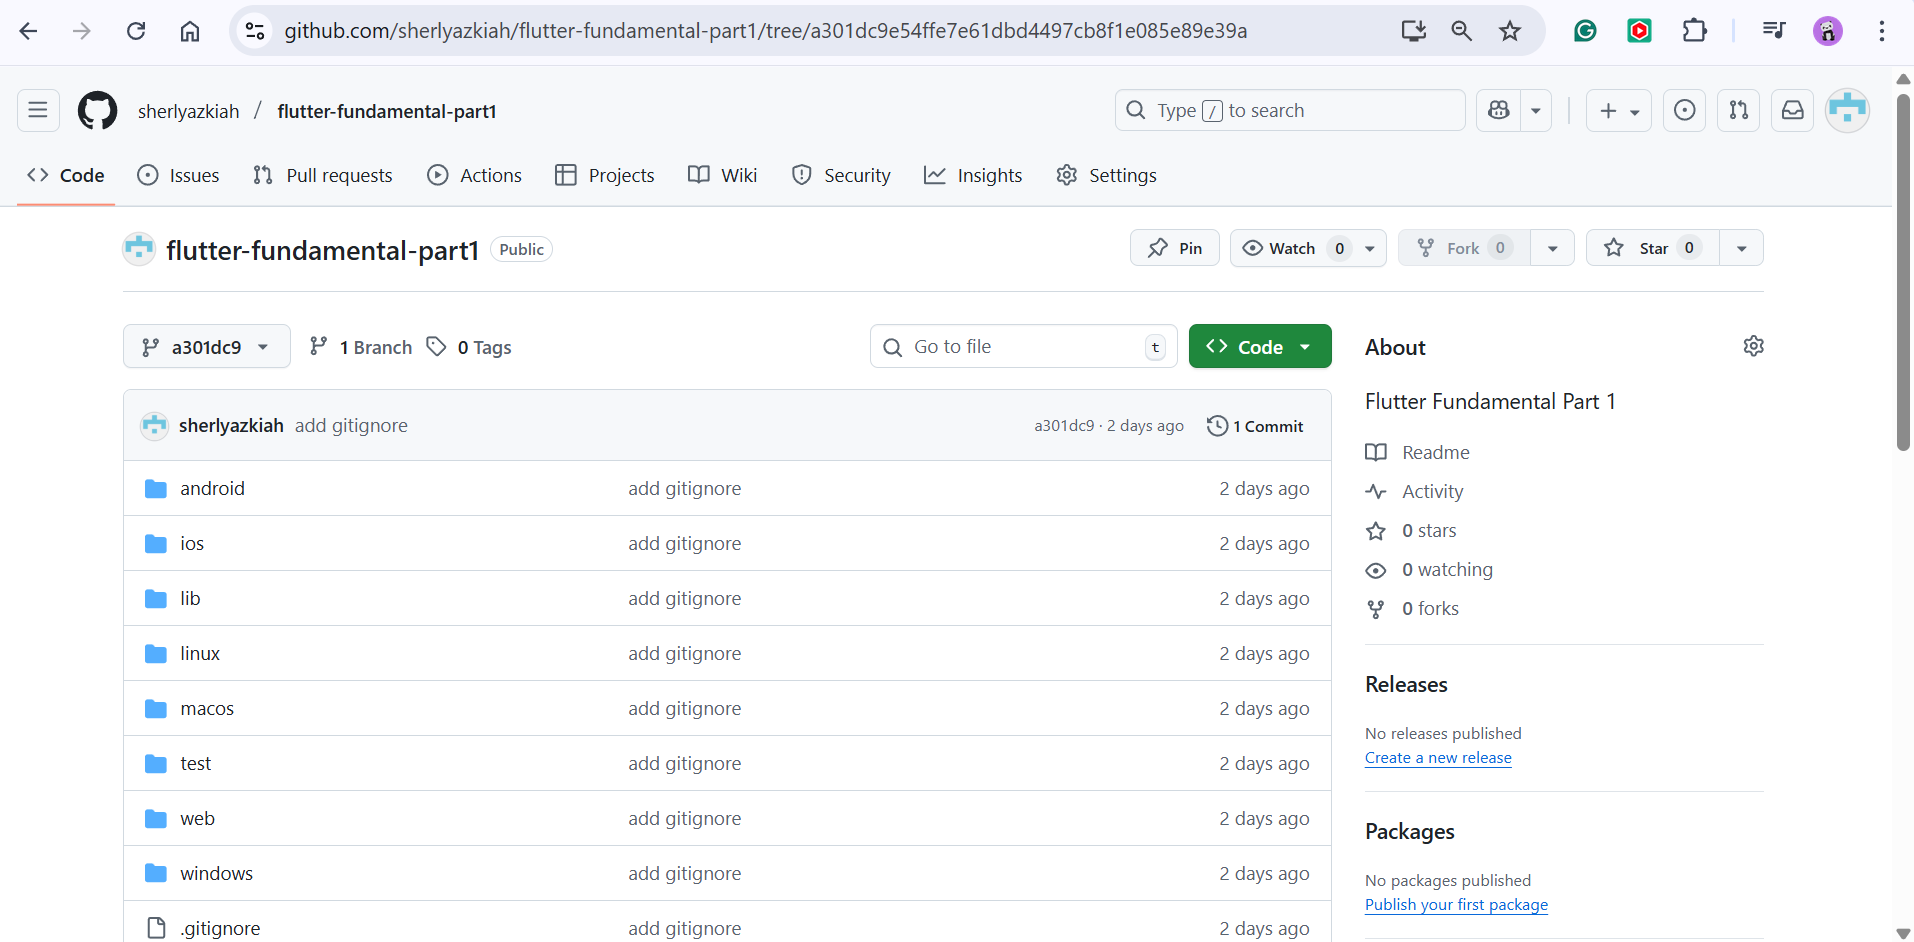 github.com/sherlyazkiah/flutter-fundamental-part1/tree/a301dc9e54ffe7e61dbd4497cb8f1e085e89e39a
sherlyazkiah / flutter-fundamental-part1
Type / to search
Code Issues Pull requests Actions Projects Wiki Security Insights Settings
flutter-fundamental-part1 Public
Pin Watch 0 Fork 0 Star 0
a301dc9 1 Branch 0 Tags
Go to file t Code
About
Flutter Fundamental Part 1
Readme
Activity
0 stars
0 watching
0 forks
Releases
No releases published
Create a new release
Packages
No packages published
Publish your first package
sherlyazkiah add gitignore a301dc9 · 2 days ago 1 Commit
android add gitignore 2 days ago
ios add gitignore 2 days ago
lib add gitignore 2 days ago
linux add gitignore 2 days ago
macos add gitignore 2 days ago
test add gitignore 2 days ago
web add gitignore 2 days ago
windows add gitignore 2 days ago
.gitignore add gitignore 2 days ago